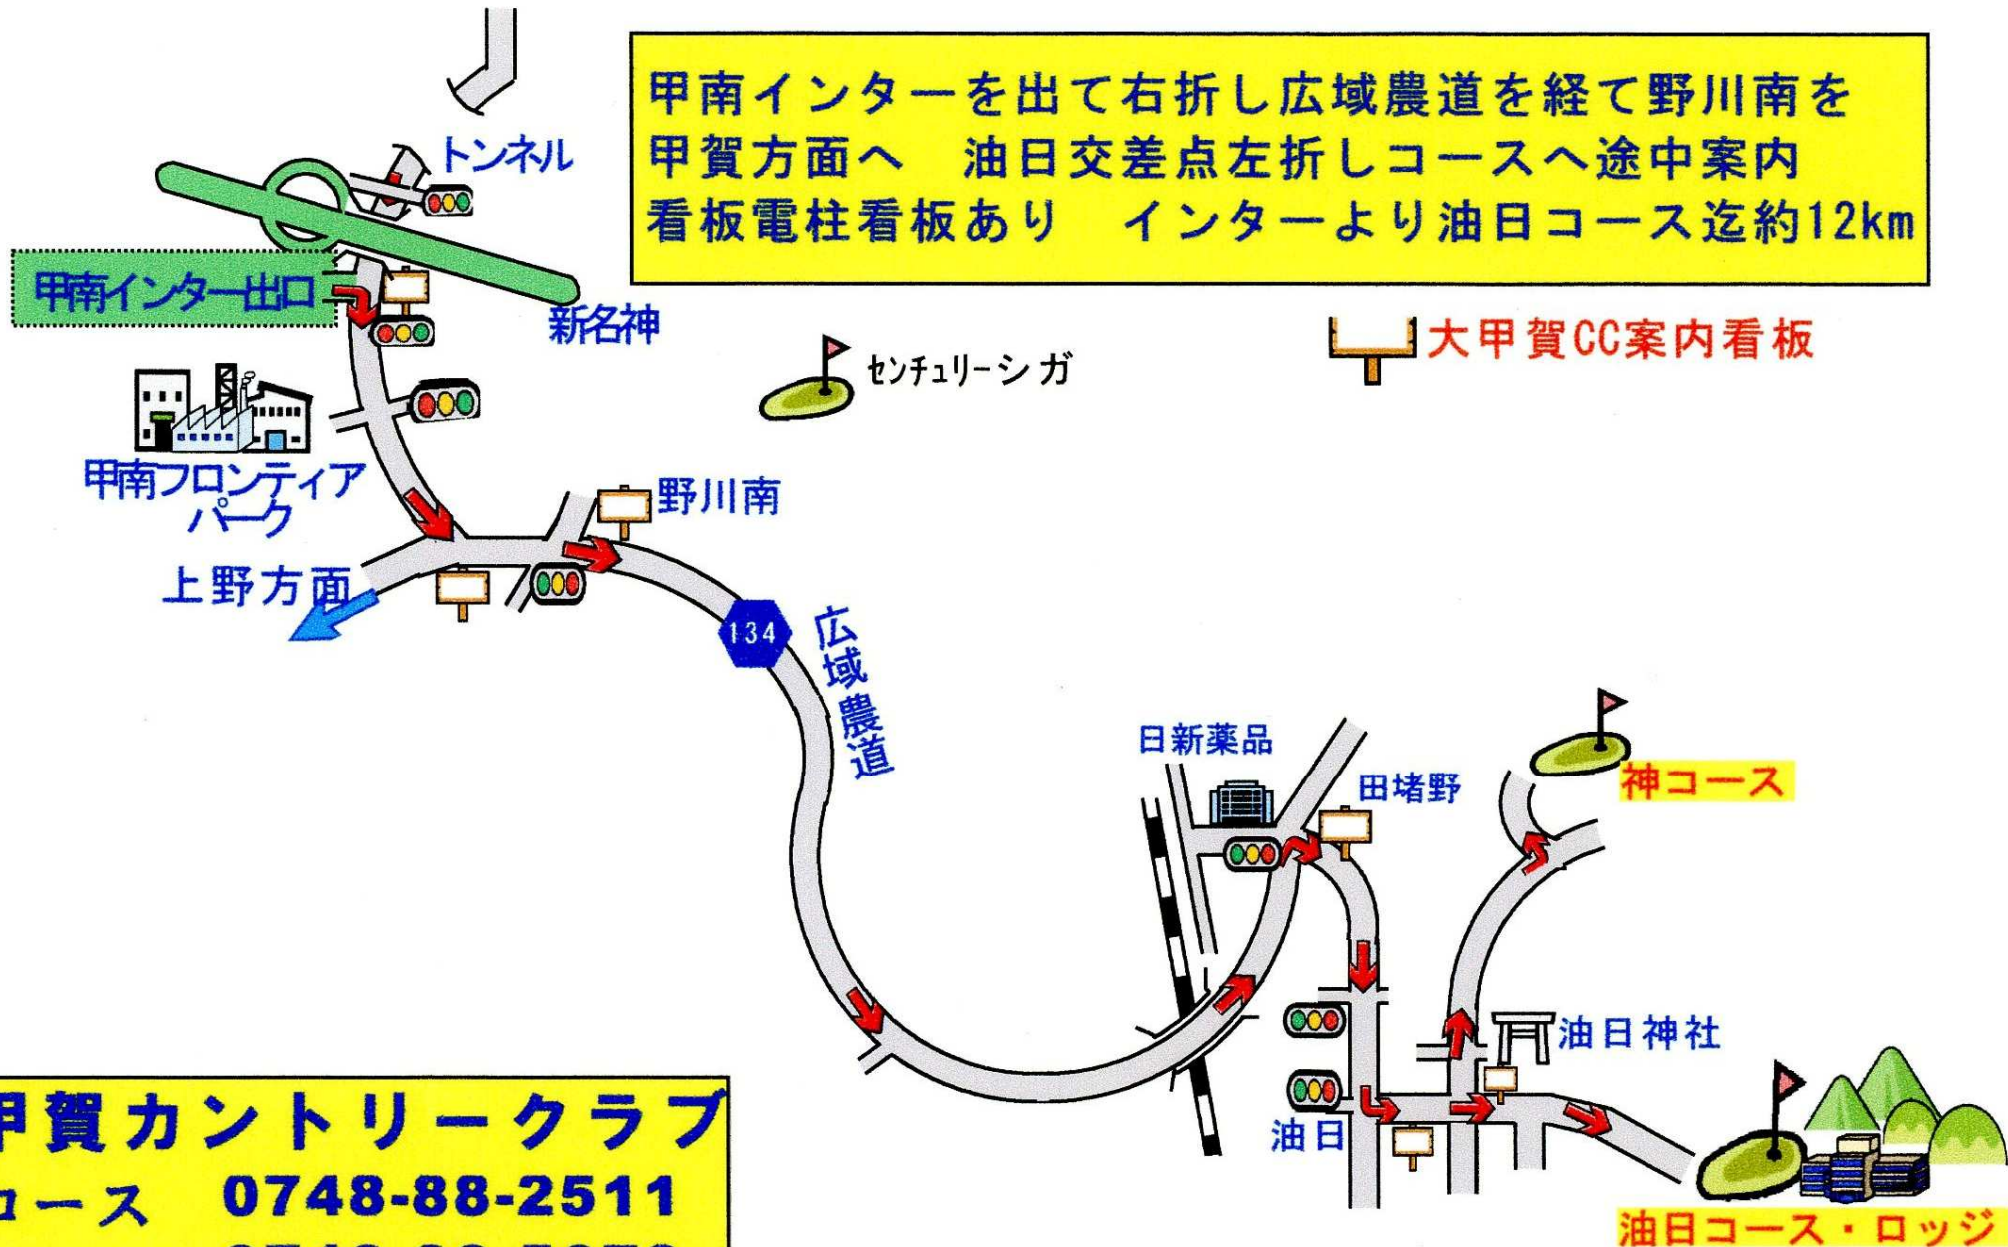 甲南インターを出て右折し広域農道を経て野川南を
甲賀方面へ 油日交差点左折しコースへ途中案内
看板電柱看板あり インターより油日コース迄約12km
トンネル
甲南インター出口
新名神
センチュリーシガ
大甲賀CC案内看板
甲南フロンティア
パーク
野川南
上野方面
134
広域農道
日新薬品
田堵野
神コース
油日神社
油日
油日コース・ロッジ
甲賀カントリークラブ
コース 0748-88-2511